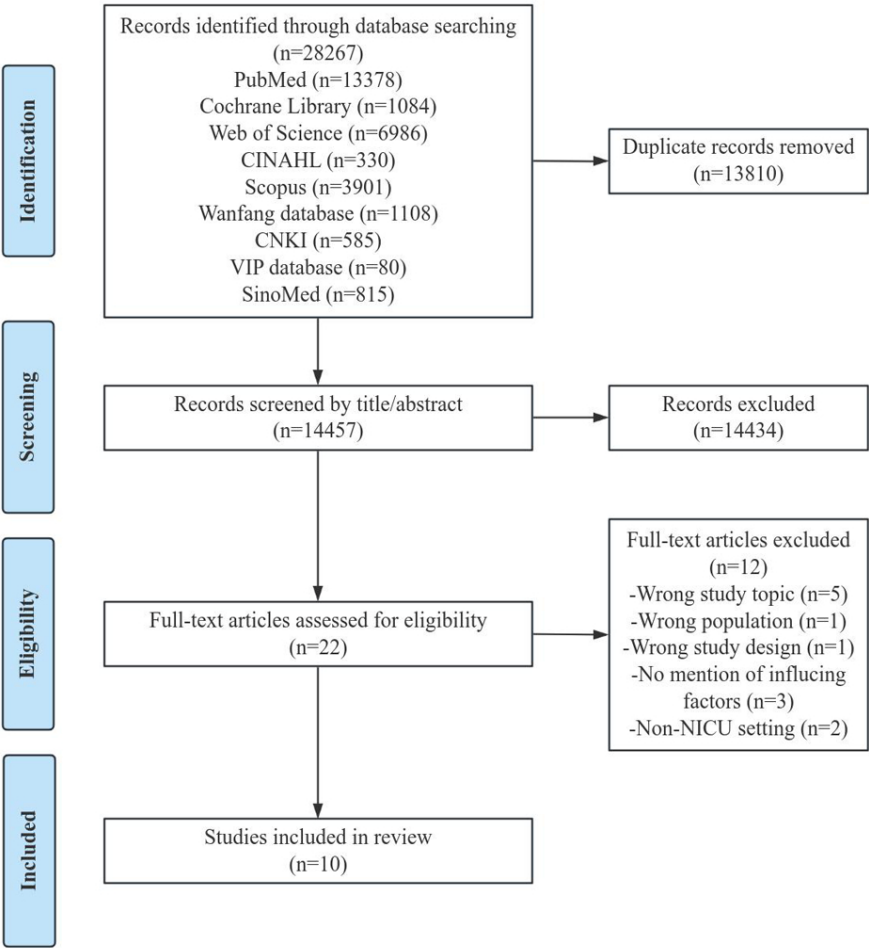 Identification
Records identified through database searching
(n=28267)
PubMed (n=13378)
Cochrane Library (n=1084)
Web of Science (n=6986)
CINAHL (n=330)
Scopus (n=3901)
Wanfang database (n=1108)
CNKI (n=585)
VIP database (n=80)
SinoMed (n=815)
Duplicate records removed
(n=13810)
Screening
Records screened by title/abstract
(n=14457)
Records excluded
(n=14434)
Eligibility
Full-text articles assessed for eligibility
(n=22)
Full-text articles excluded
(n=12)
-Wrong study topic (n=5)
-Wrong population (n=1)
-Wrong study design (n=1)
-No mention of influcing
factors (n=3)
-Non-NICU setting (n=2)
Included
Studies included in review
(n=10)